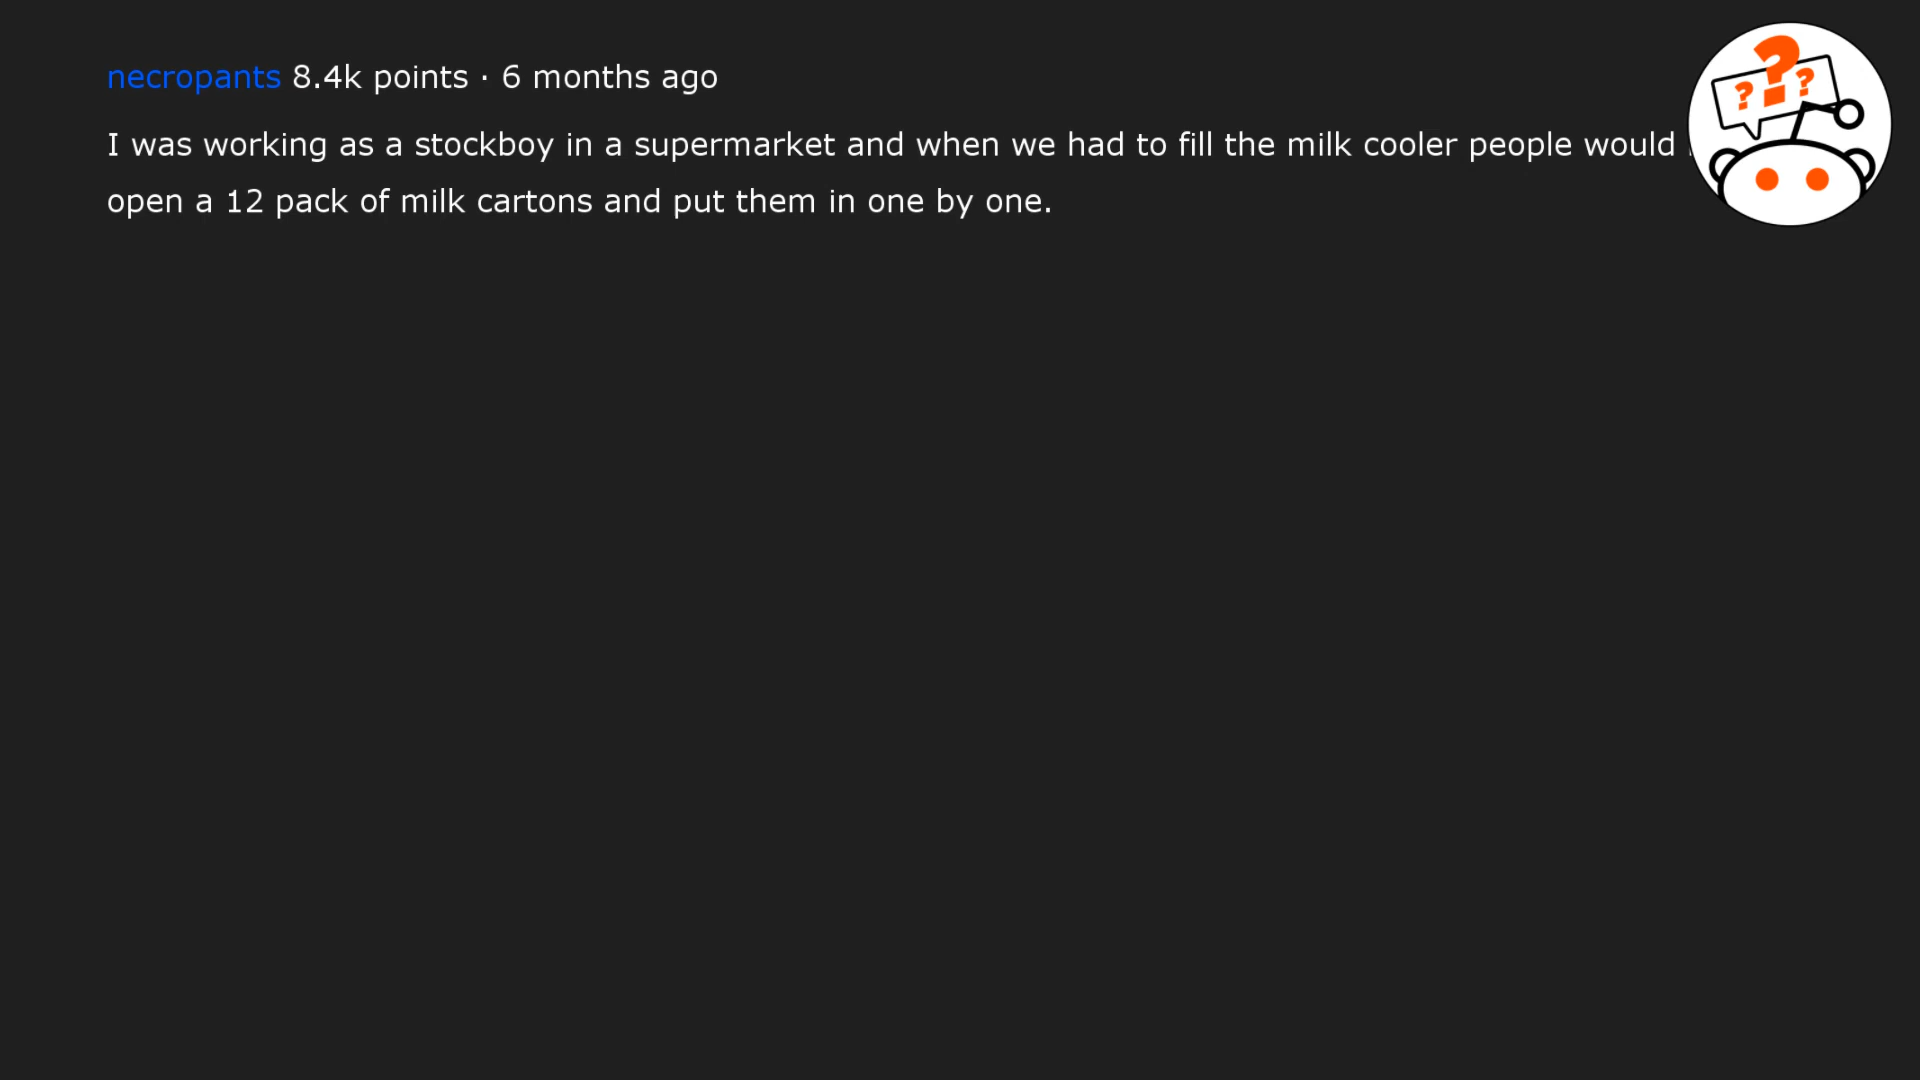 necropants 8.4k points · 6 months ago
I was working as a stockboy in a supermarket and when we had to fill the milk cooler people would
open a 12 pack of milk cartons and put them in one by one.
? ? ?